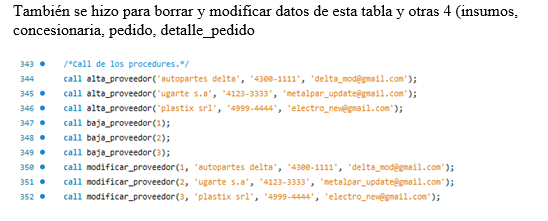 También se hizo para borrar y modificar datos de esta tabla y otras 4 (insumos,
concesionaria, pedido, detalle_pedido
343 /*Call de los procedures.*/
344 call alta_proveedor('autopartes delta', '4300-1111', 'delta_mod@gmail.com');
345 call alta_proveedor('ugarte s.a', '4123-3333', 'metalpar_update@gmail.com');
346 call alta_proveedor('plastix srl', '4999-4444', 'electro_new@gmail.com');
347 call baja_proveedor(1);
348 call baja_proveedor(2);
349 call baja_proveedor(3);
350 call modificar_proveedor(1, 'autopartes delta', '4300-1111', 'delta_mod@gmail.com');
351 call modificar_proveedor(2, 'ugarte s.a', '4123-3333', 'metalpar_update@gmail.com');
352 call modificar_proveedor(3, 'plastix srl', '4999-4444', 'electro_new@gmail.com');